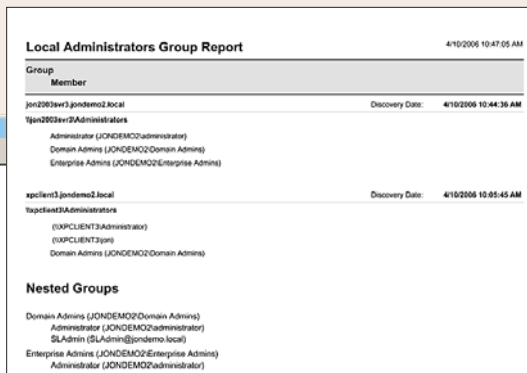 Local Administrators Group Report 4/10/2006 10:47:05 AM
Group
Member
jon2003svr3.jondemo2.local Discovery Date: 4/10/2006 10:44:36 AM
\\jon2003svr3\Administrators
Administrator (JONDEMO2\administrator)
Domain Admins (JONDEMO2\Domain Admins)
Enterprise Admins (JONDEMO2\Enterprise Admins)
xpclient3.jondemo2.local Discovery Date: 4/10/2006 10:05:45 AM
\\xpclient3\Administrators
(\\XPCLIENT3\Administrator)
(\\XPCLIENT3\jon)
Domain Admins (JONDEMO2\Domain Admins)
Nested Groups
Domain Admins (JONDEMO2\Domain Admins)
Administrator (JONDEMO2\administrator)
SLAdmin (SLAdmin@jondemo.local)
Enterprise Admins (JONDEMO2\Enterprise Admins)
Administrator (JONDEMO2\administrator)